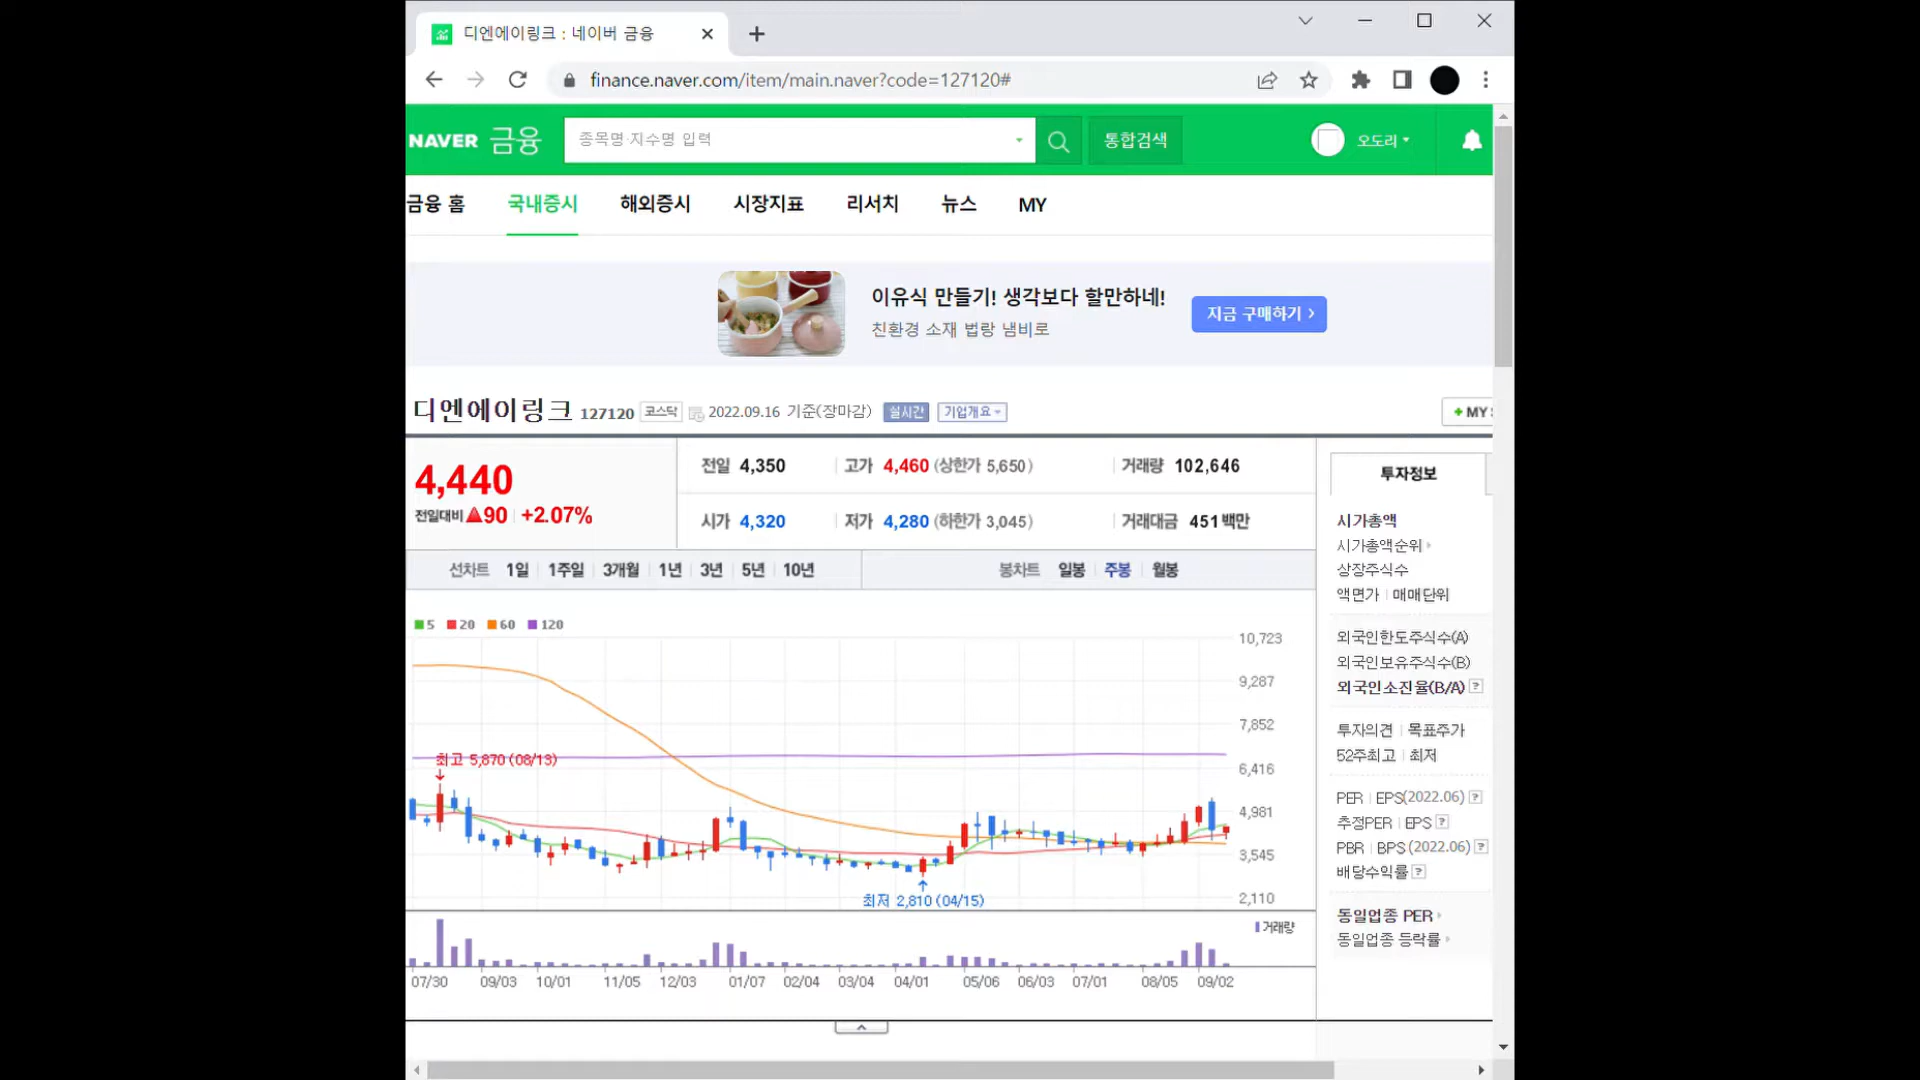 디엔에이링크 : 네이버 금융
finance.naver.com/item/main.naver?code=127120#
NAVER 금융
종목명·지수명 입력
통합검색
오도리
금융 홈 국내증시 해외증시 시장지표 리서치 뉴스 MY
이유식 만들기! 생각보다 할만하네!
친환경 소재 법랑 냄비로
지금 구매하기 ›
디엔에이링크 127120 코스닥 2022.09.16 기준(장마감) 실시간 기업개요
+ MY
4,440
전일대비 ▲90 +2.07%
전일 4,350 고가 4,460 (상한가 5,650) 거래량 102,646
시가 4,320 저가 4,280 (하한가 3,045) 거래대금 451 백만
선차트 1일 1주일 3개월 1년 3년 5년 10년
봉차트 일봉 주봉 월봉
5 20 60 120
10,723
9,287
7,852
6,416
4,981
3,545
2,110
최고 5,870 (08/13)
최저 2,810 (04/15)
거래량
07/30 09/03 10/01 11/05 12/03 01/07 02/04 03/04 04/01 05/06 06/03 07/01 08/05 09/02
투자정보
시가총액
시가총액순위
상장주식수
액면가 매매단위
외국인한도주식수(A)
외국인보유주식수(B)
외국인소진율(B/A) ?
투자의견 목표주가
52주최고 최저
PER EPS(2022.06) ?
추정PER EPS ?
PBR BPS (2022.06) ?
배당수익률 ?
동일업종 PER
동일업종 등락률